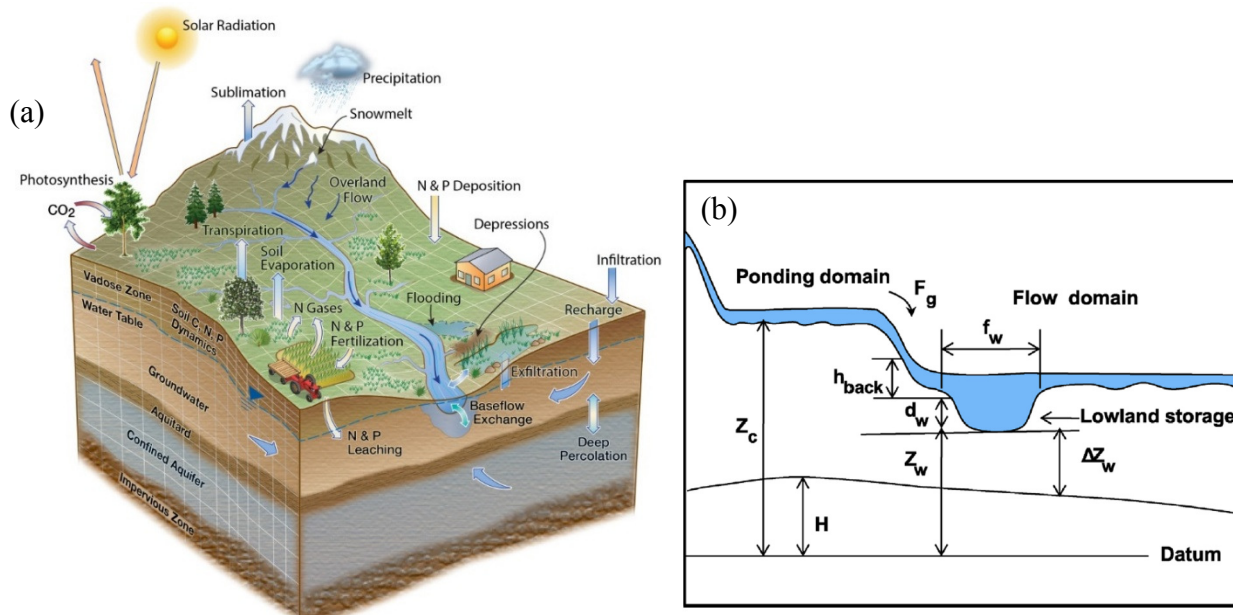 (a)
Solar Radiation
Precipitation
Sublimation
Snowmelt
Photosynthesis
CO2
Overland
Flow
N & P Deposition
Transpiration
Depressions
Soil
Evaporation
Infiltration
Vadose Zone
Water Table
Soil C, N, P
Dynamics
N Gases
Flooding
Recharge
N & P
Fertilization
Exfiltration
Groundwater
Baseflow
Exchange
Aquitard
N & P
Leaching
Deep
Percolation
Confined Aquifer
Impervious Zone
(b)
Ponding domain
Fg
Flow domain
fw
hback
dw
Lowland storage
Zc
Zw
ΔZw
H
Datum